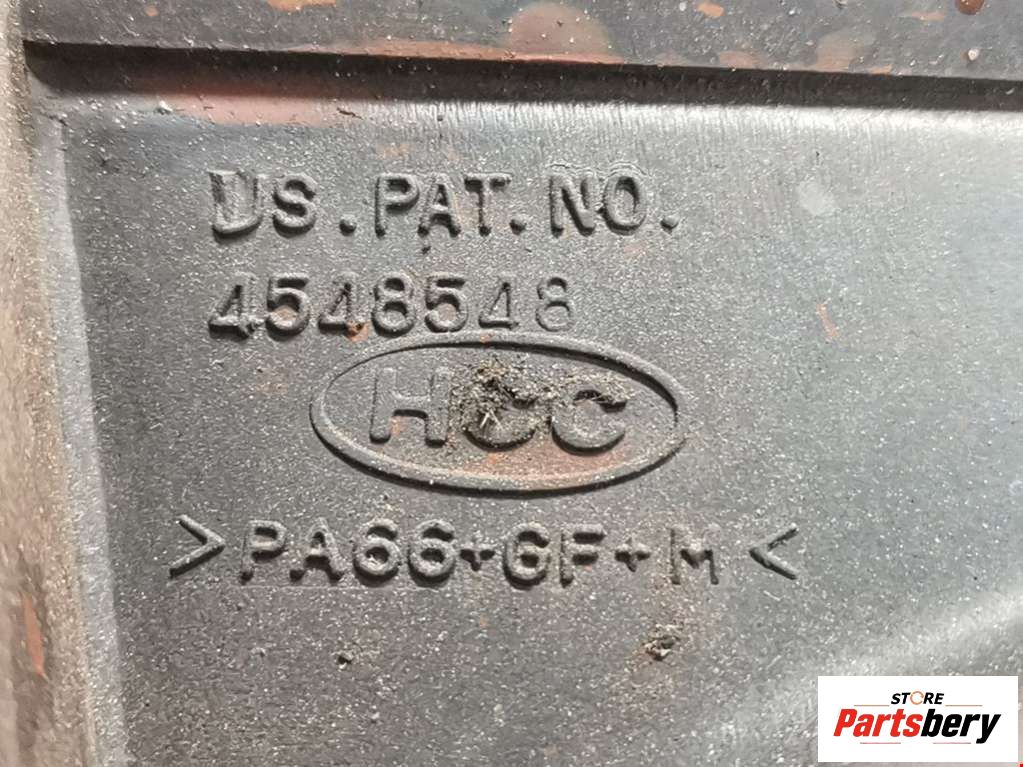 US.PAT.NO.
4548548
HCC
>PA66+GF+M<
STORE
Partsbery